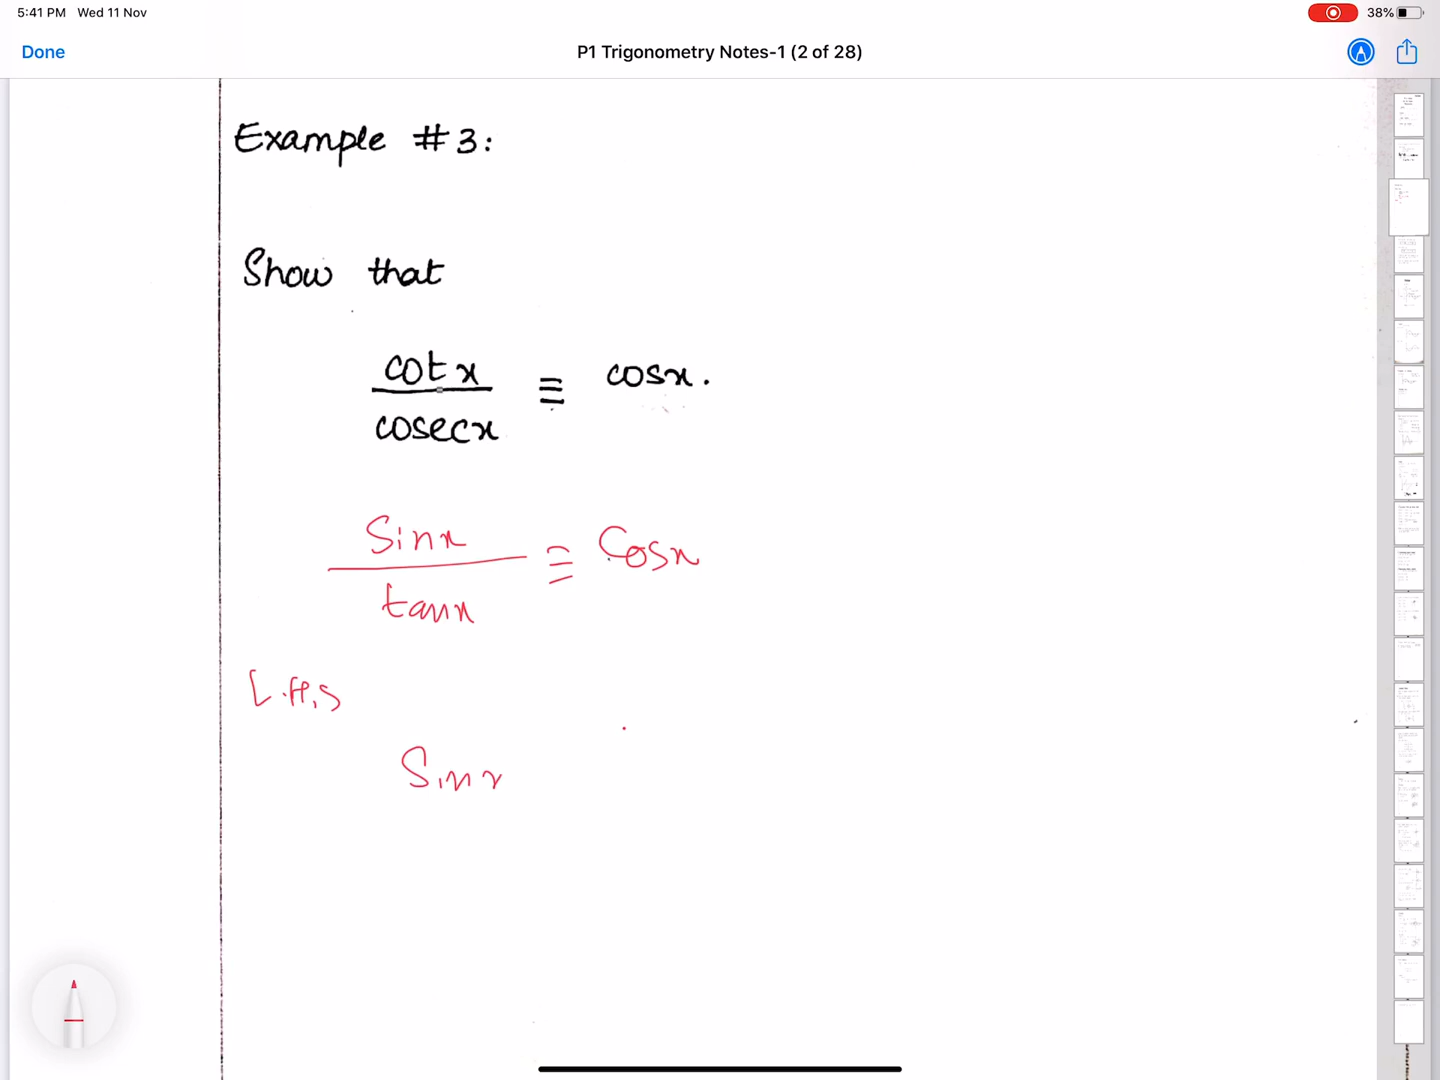 5:41 PM Wed 11 Nov 38%
Done P1 Trigonometry Notes-1 (2 of 28)
Example #3:
Show that
cot x / cosec x ≡ cos x.
Sin x / tan x ≡ Cos x
L.H.S
Sin x